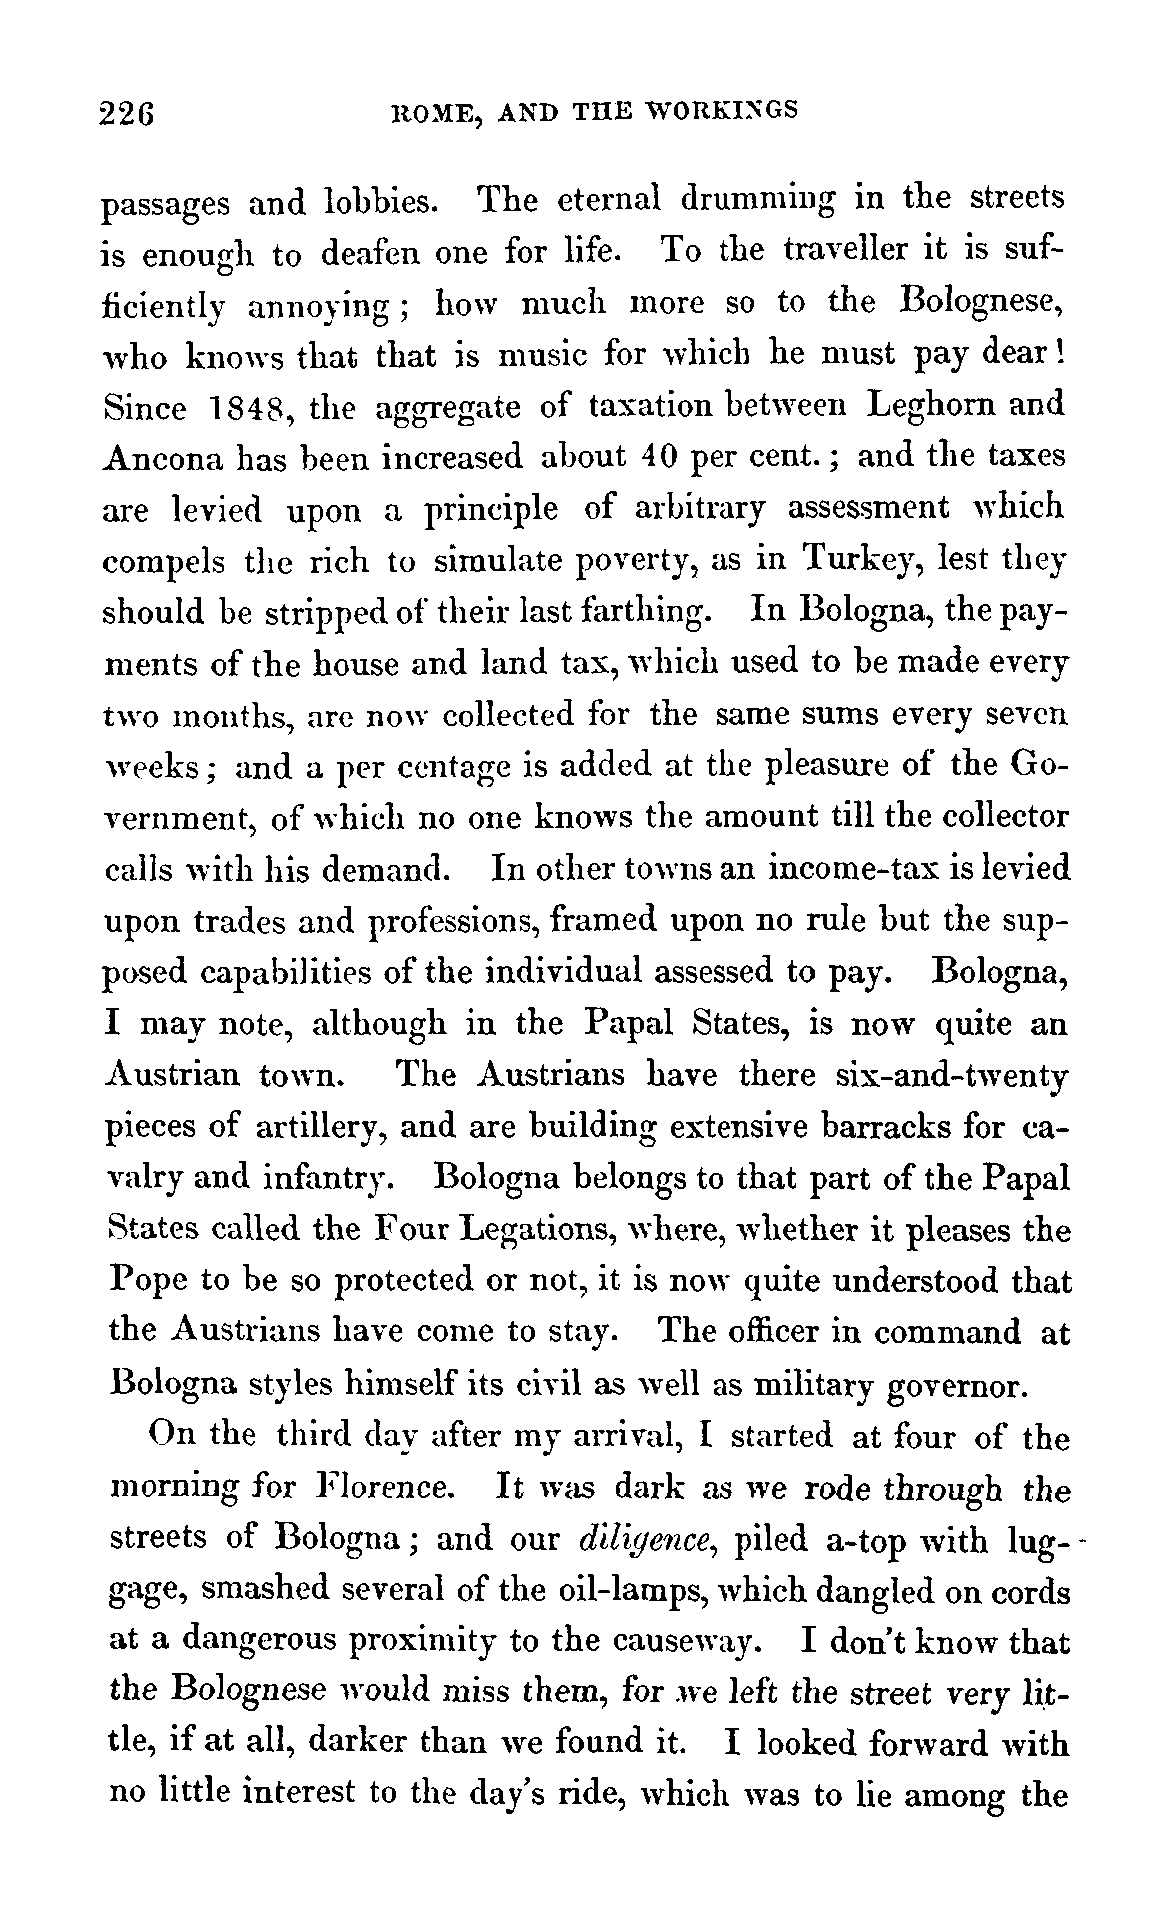 226 ROME, AND THE WORKINGS
passages and lobbies. The eternal drumming in the streets
is enough to deafen one for life. To the traveller it is suf-
ficiently annoying ; how much more so to the Bolognese,
who knows that that is music for which he must pay dear !
Since 1848, the aggregate of taxation between Leghorn and
Ancona has been increased about 40 per cent. ; and the taxes
are levied upon a principle of arbitrary assessment which
compels the rich to simulate poverty, as in Turkey, lest they
should be stripped of their last farthing. In Bologna, the pay-
ments of the house and land tax, which used to be made every
two months, are now collected for the same sums every seven
weeks ; and a per centage is added at the pleasure of the Go-
vernment, of which no one knows the amount till the collector
calls with his demand. In other towns an income-tax is levied
upon trades and professions, framed upon no rule but the sup-
posed capabilities of the individual assessed to pay. Bologna,
I may note, although in the Papal States, is now quite an
Austrian town. The Austrians have there six-and-twenty
pieces of artillery, and are building extensive barracks for ca-
valry and infantry. Bologna belongs to that part of the Papal
States called the Four Legations, where, whether it pleases the
Pope to be so protected or not, it is now quite understood that
the Austrians have come to stay. The officer in command at
Bologna styles himself its civil as well as military governor.
On the third day after my arrival, I started at four of the
morning for Florence. It was dark as we rode through the
streets of Bologna ; and our diligence, piled a-top with lug-
gage, smashed several of the oil-lamps, which dangled on cords
at a dangerous proximity to the causeway. I don't know that
the Bolognese would miss them, for we left the street very lit-
tle, if at all, darker than we found it. I looked forward with
no little interest to the day's ride, which was to lie among the